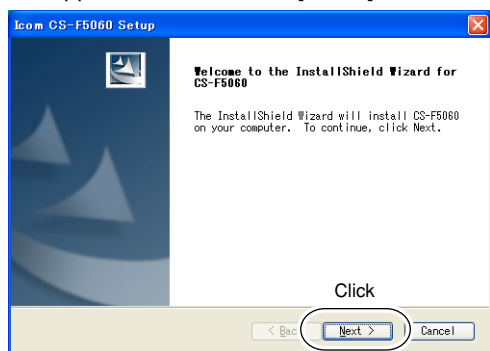 Icom CS-F5060 Setup
Welcome to the InstallShield Wizard for
CS-F5060
The InstallShield Wizard will install CS-F5060
on your computer. To continue, click Next.
Click
< Bac Next > Cancel